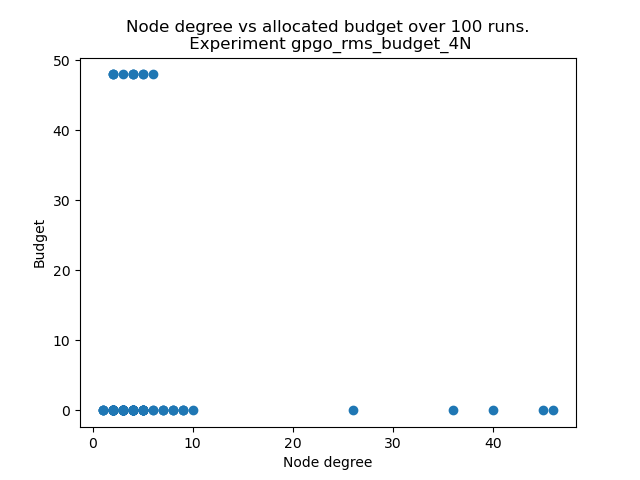 Node degree vs allocated budget over 100 runs.
Experiment gpgo_rms_budget_4N
50
40
30
20
10
0
Budget
0 10 20 30 40
Node degree